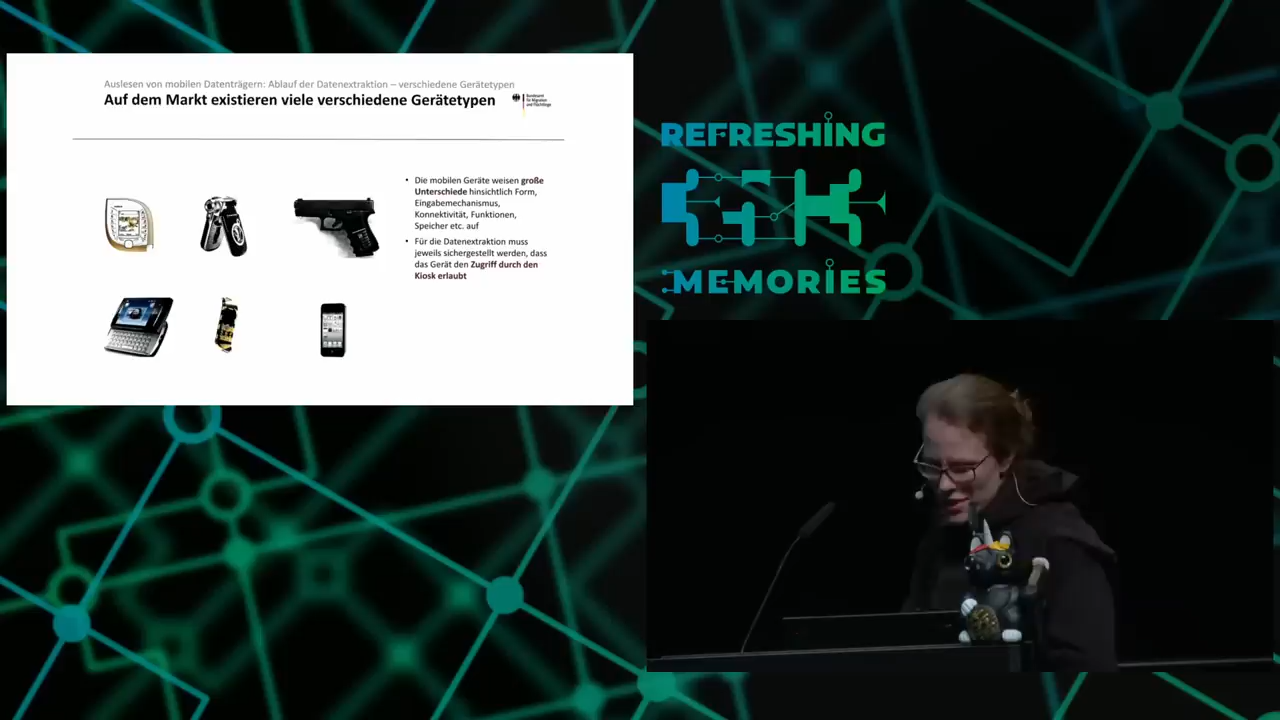 Auslesen von mobilen Datenträgern: Ablauf der Datenextraktion – verschiedene Gerätetypen
Auf dem Markt existieren viele verschiedene Gerätetypen
Bundesamt
für Migration
und Flüchtlinge
• Die mobilen Geräte weisen große
Unterschiede hinsichtlich Form,
Eingabemechanismus,
Konnektivität, Funktionen,
Speicher etc. auf
• Für die Datenextraktion muss
jeweils sichergestellt werden, dass
das Gerät den Zugriff durch den
Kiosk erlaubt
REFRESHING
MEMORIES